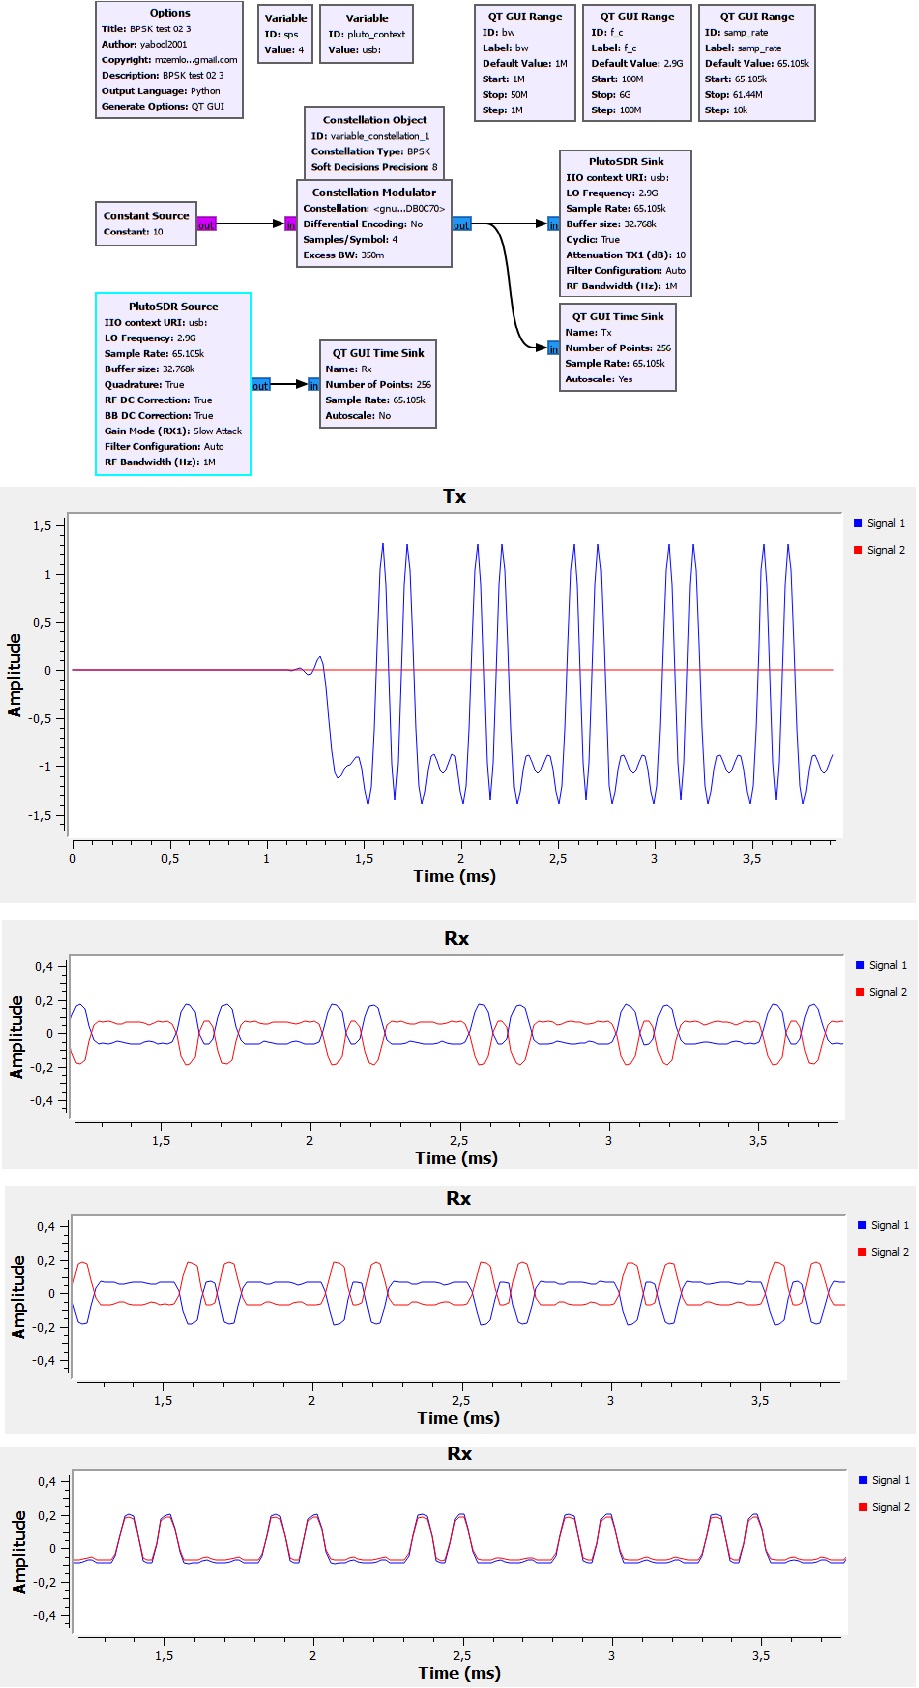 Options
Title: BPSK test 02 3
Author: yabool2001
Copyright: mzemlo...gmail.com
Description: BPSK test 02 3
Output Language: Python
Generate Options: QT GUI
Variable
ID: sps
Value: 4
Variable
ID: pluto_context
Value: usb:
QT GUI Range
ID: bw
Label: bw
Default Value: 1M
Start: 1M
Stop: 50M
Step: 1M
QT GUI Range
ID: f_c
Label: f_c
Default Value: 2.9G
Start: 100M
Stop: 6G
Step: 100M
QT GUI Range
ID: samp_rate
Label: samp_rate
Default Value: 65.105k
Start: 65.105k
Stop: 61.44M
Step: 10k
Constellation Object
ID: variable_constellation_1
Constellation Type: BPSK
Soft Decisions Precision: 8
Constant Source
Constant: 10
out
in
Constellation Modulator
Constellation: <gnu...DB0C70>
Differential Encoding: No
Samples/Symbol: 4
Excess BW: 350m
out
in
PlutoSDR Sink
IIO context URI: usb:
LO Frequency: 2.9G
Sample Rate: 65.105k
Buffer size: 32.768k
Cyclic: True
Attenuation TX1 (dB): 10
Filter Configuration: Auto
RF Bandwidth (Hz): 1M
in
QT GUI Time Sink
Name: Tx
Number of Points: 256
Sample Rate: 65.105k
Autoscale: Yes
PlutoSDR Source
IIO context URI: usb:
LO Frequency: 2.9G
Sample Rate: 65.105k
Buffer size: 32.768k
Quadrature: True
RF DC Correction: True
BB DC Correction: True
Gain Mode (RX1): Slow Attack
Filter Configuration: Auto
RF Bandwidth (Hz): 1M
out
in
QT GUI Time Sink
Name: Rx
Number of Points: 256
Sample Rate: 65.105k
Autoscale: No
Tx
Amplitude
1,5
1
0,5
0
-0,5
-1
-1,5
0 0,5 1 1,5 2 2,5 3 3,5
Time (ms)
Signal 1
Signal 2
Rx
Amplitude
0,4
0,2
0
-0,2
-0,4
1,5 2 2,5 3 3,5
Time (ms)
Signal 1
Signal 2
Rx
Amplitude
0,4
0,2
0
-0,2
-0,4
1,5 2 2,5 3 3,5
Time (ms)
Signal 1
Signal 2
Rx
Amplitude
0,4
0,2
0
-0,2
-0,4
1,5 2 2,5 3 3,5
Time (ms)
Signal 1
Signal 2